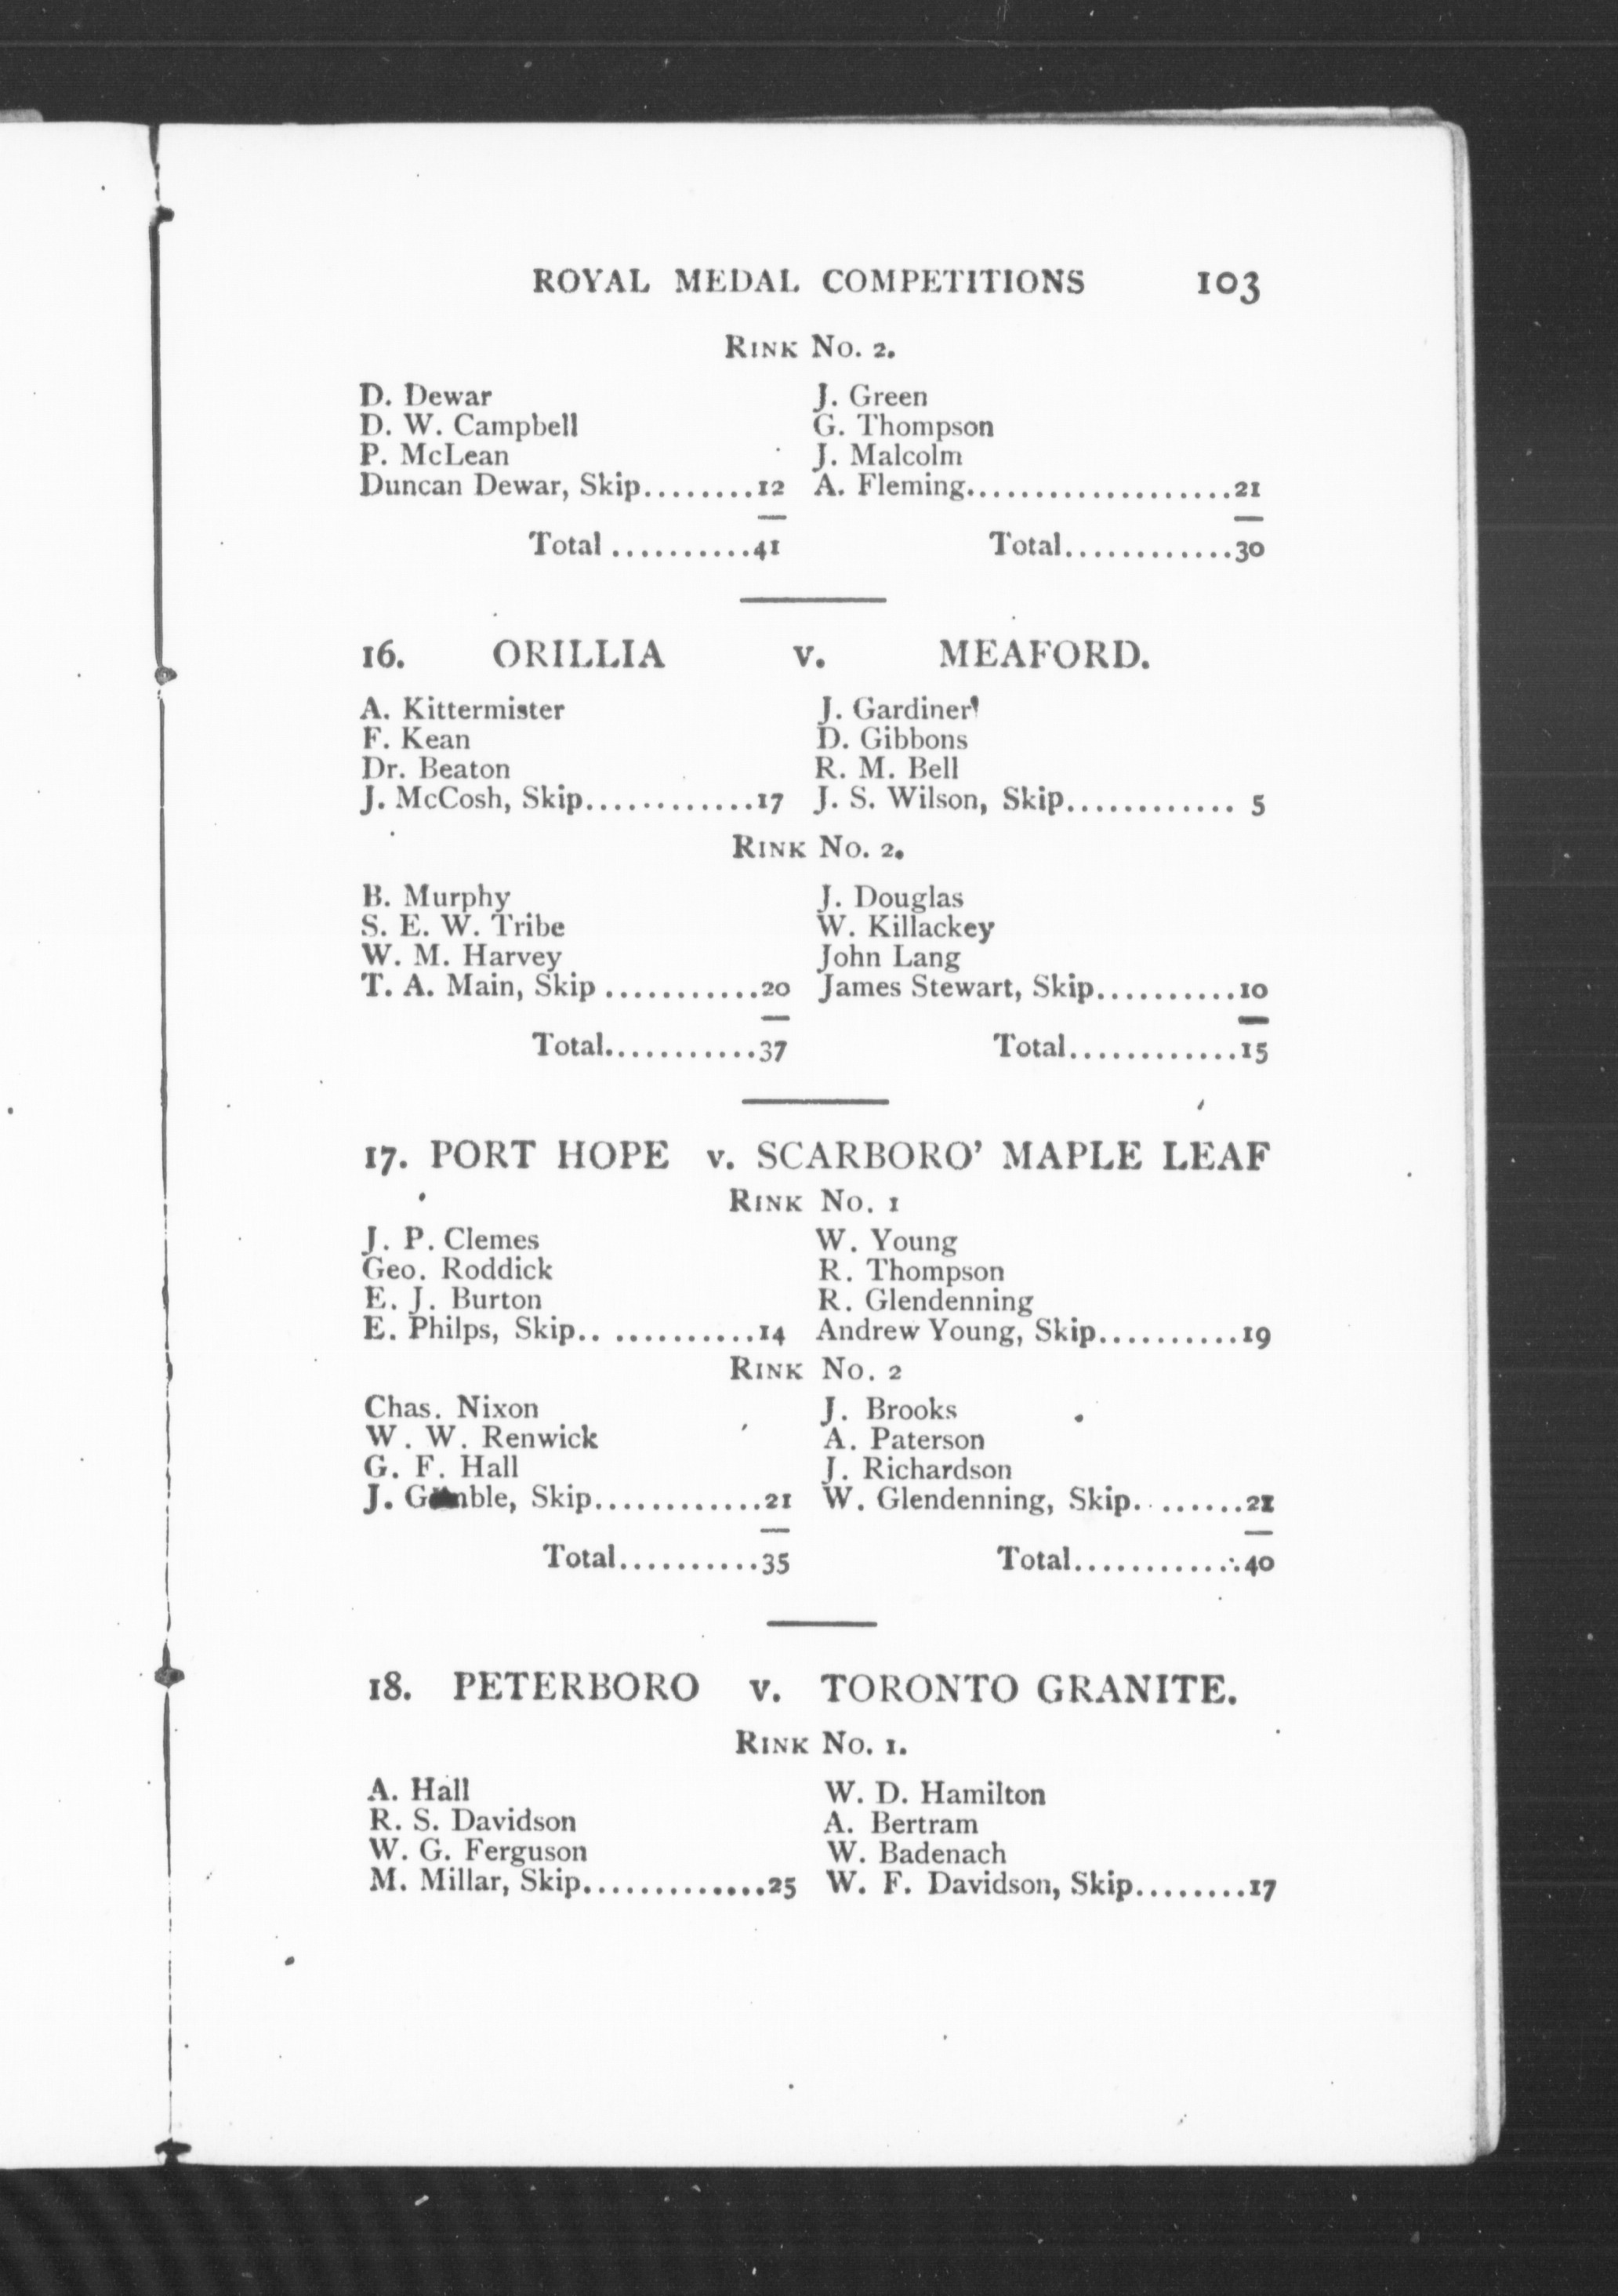 ROYAL MEDAL COMPETITIONS 103
RINK NO. 2.
D. Dewar J. Green
D. W. Campbell G. Thompson
P. McLean J. Malcolm
Duncan Dewar, Skip........12 A. Fleming...................21
Total ..........41 Total............30
16. ORILLIA v. MEAFORD.
A. Kittermister J. Gardiner
F. Kean D. Gibbons
Dr. Beaton R. M. Bell
J. McCosh, Skip............17 J. S. Wilson, Skip............ 5
RINK NO. 2.
B. Murphy J. Douglas
S. E. W. Tribe W. Killackey
W. M. Harvey John Lang
T. A. Main, Skip ...........20 James Stewart, Skip..........10
Total...........37 Total............15
17. PORT HOPE v. SCARBORO' MAPLE LEAF
RINK NO. 1
J. P. Clemes W. Young
Geo. Roddick R. Thompson
E. J. Burton R. Glendenning
E. Philps, Skip.. ..........14 Andrew Young, Skip..........19
RINK NO. 2
Chas. Nixon J. Brooks
W. W. Renwick A. Paterson
G. F. Hall J. Richardson
J. Skip............21 W. Glendenning, Skip. .......21
Total..........35 Total............40
18. PETERBORO v. TORONTO GRANITE.
RINK NO. 1.
A. Hall W. D. Hamilton
R. S. Davidson A. Bertram
W. G. Ferguson W. Badenach
M. Millar, Skip.............25 W. F. Davidson, Skip........17